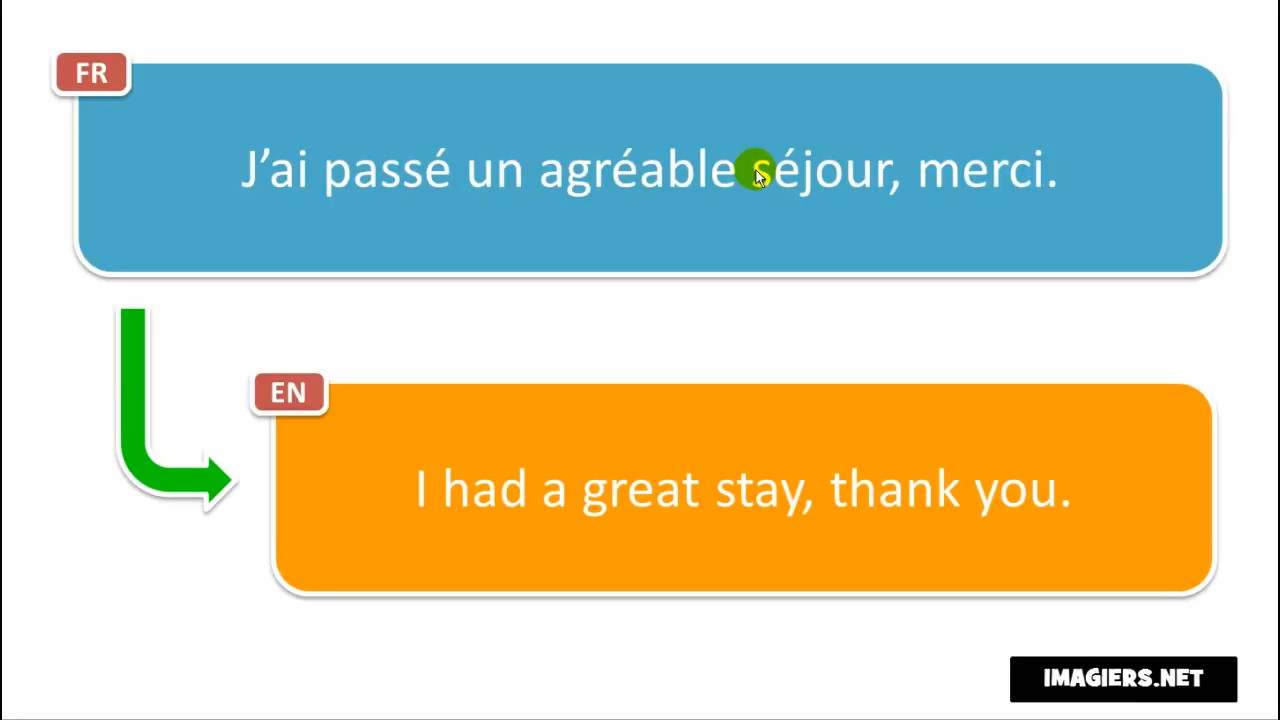 FR
J’ai passé un agréable séjour, merci.
EN
I had a great stay, thank you.
IMAGIERS.NET